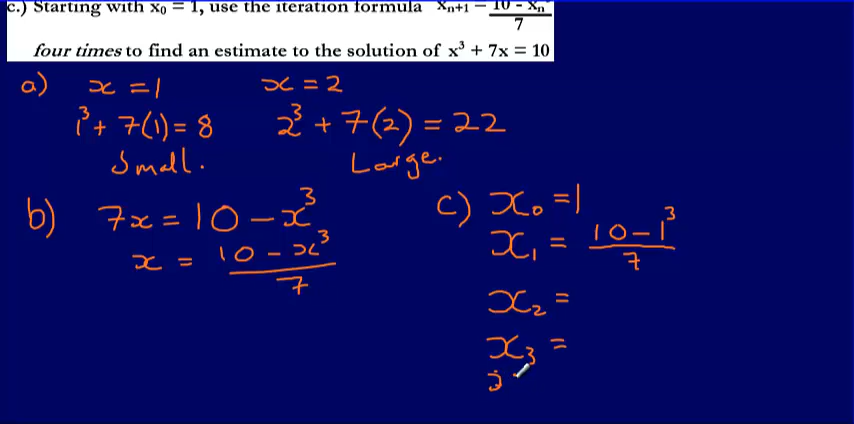 c.) Starting with x₀ = 1, use the iteration formula xₙ₊₁ = (10 - xₙ)/7
four times to find an estimate to the solution of x³ + 7x = 10
a) x = 1 x = 2
1³ + 7(1) = 8 2³ + 7(2) = 22
Small. Large.
b) 7x = 10 - x³
x = (10 - x³)/7
c) x₀ = 1
x₁ = (10 - 1³)/7
x₂ =
x₃ =